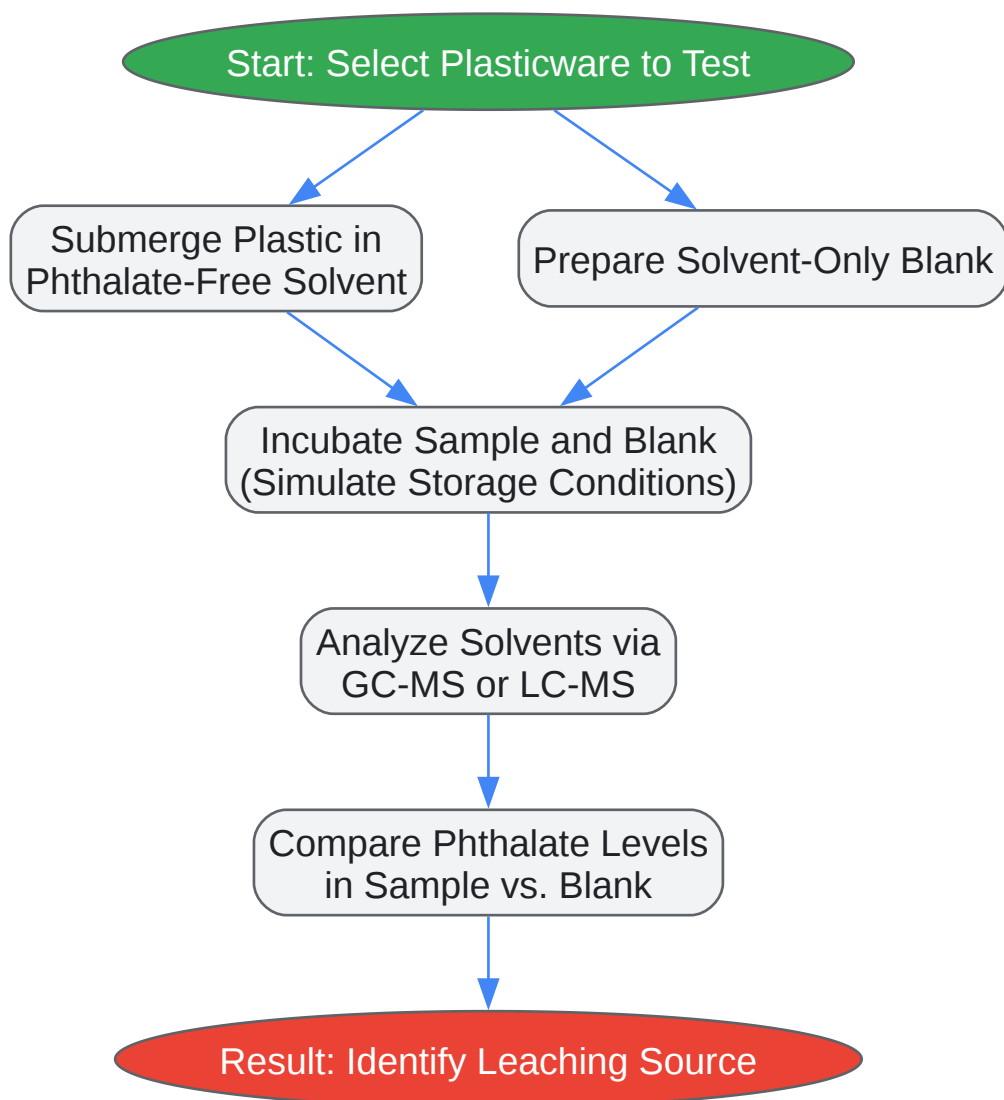 Start: Select Plasticware to Test
Submerge Plastic in
Phthalate-Free Solvent
Prepare Solvent-Only Blank
Incubate Sample and Blank
(Simulate Storage Conditions)
Analyze Solvents via
GC-MS or LC-MS
Compare Phthalate Levels
in Sample vs. Blank
Result: Identify Leaching Source